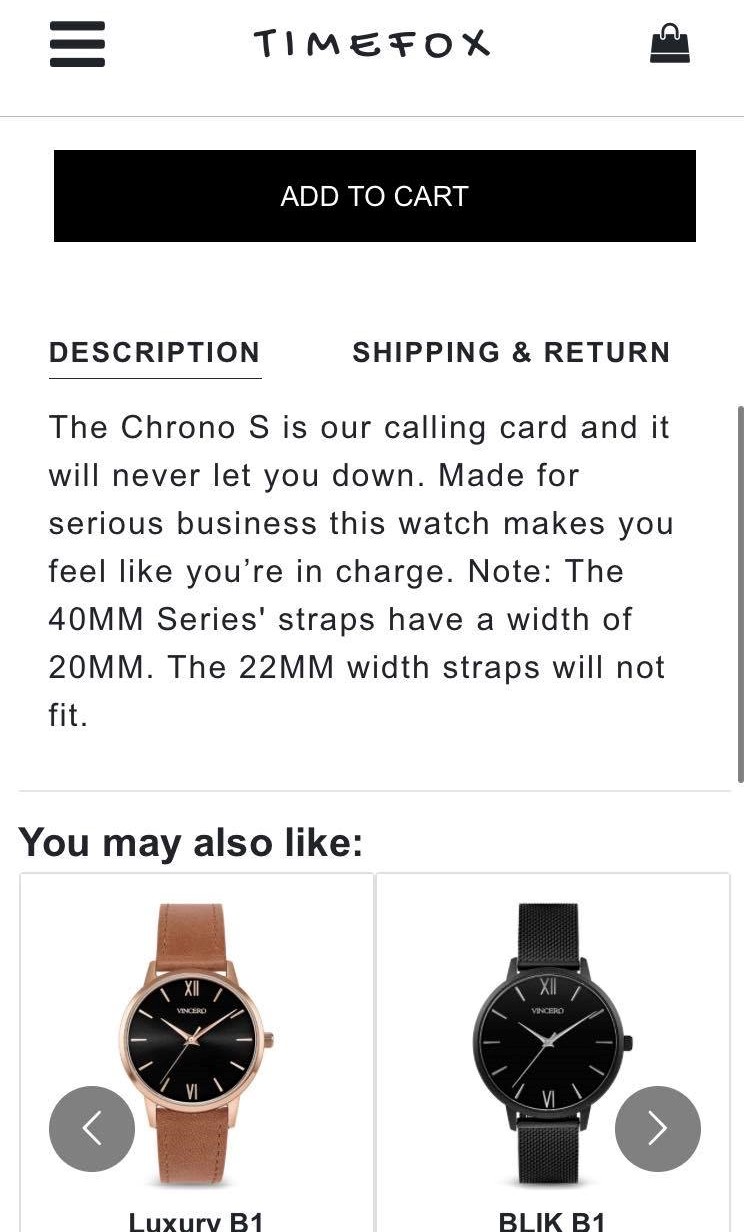 TIMEFOX
ADD TO CART
DESCRIPTION
SHIPPING & RETURN
The Chrono S is our calling card and it
will never let you down. Made for
serious business this watch makes you
feel like you’re in charge. Note: The
40MM Series' straps have a width of
20MM. The 22MM width straps will not
fit.
You may also like:
XII
VINCERO
VI
XII
VINCERO
VI
Luxury B1
BLIK B1